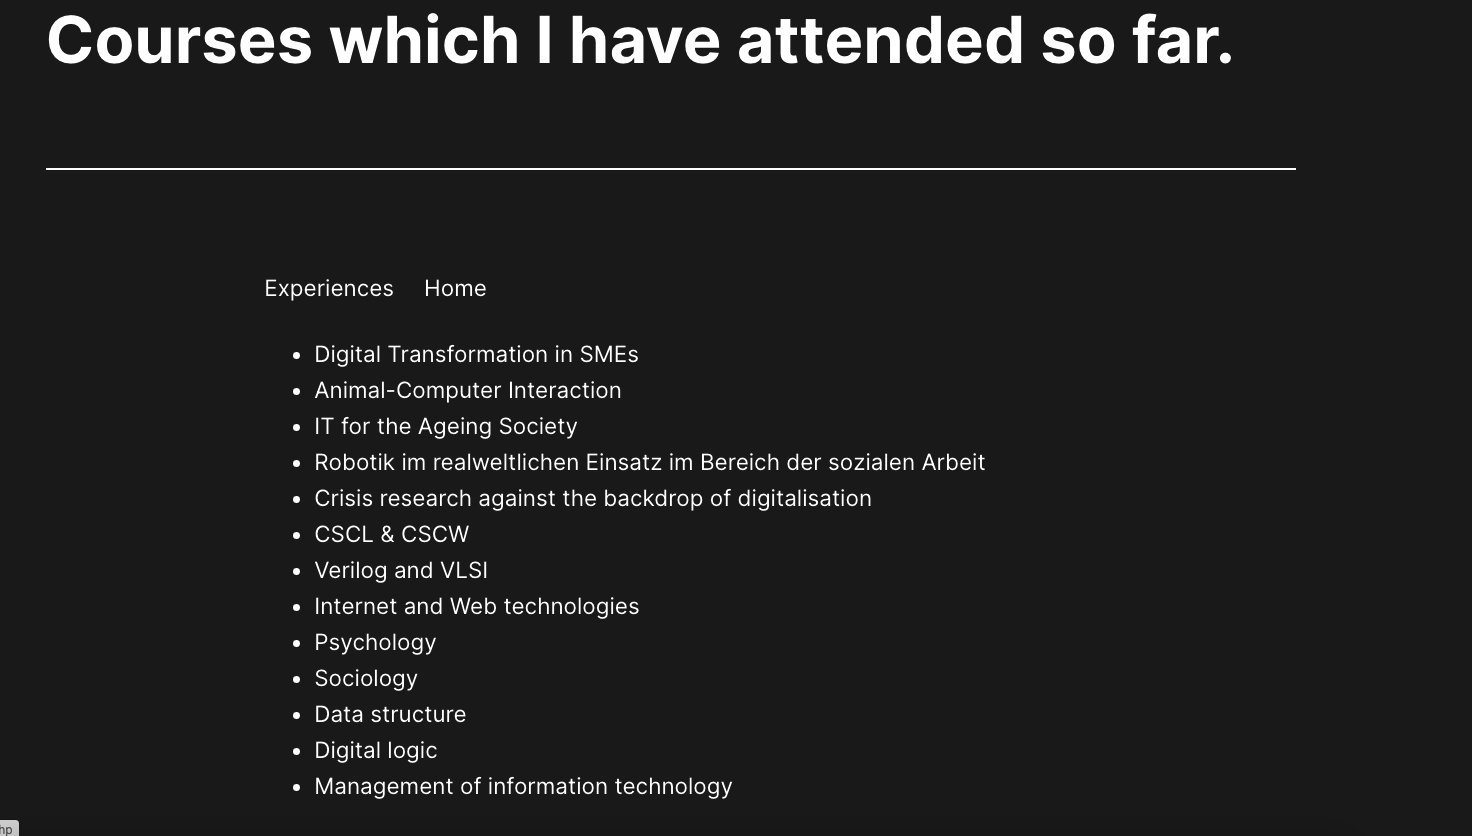 Courses which I have attended so far.
Experiences Home
Digital Transformation in SMEs
Animal-Computer Interaction
IT for the Ageing Society
Robotik im realweltlichen Einsatz im Bereich der sozialen Arbeit
Crisis research against the backdrop of digitalisation
CSCL & CSCW
Verilog and VLSI
Internet and Web technologies
Psychology
Sociology
Data structure
Digital logic
Management of information technology
hp